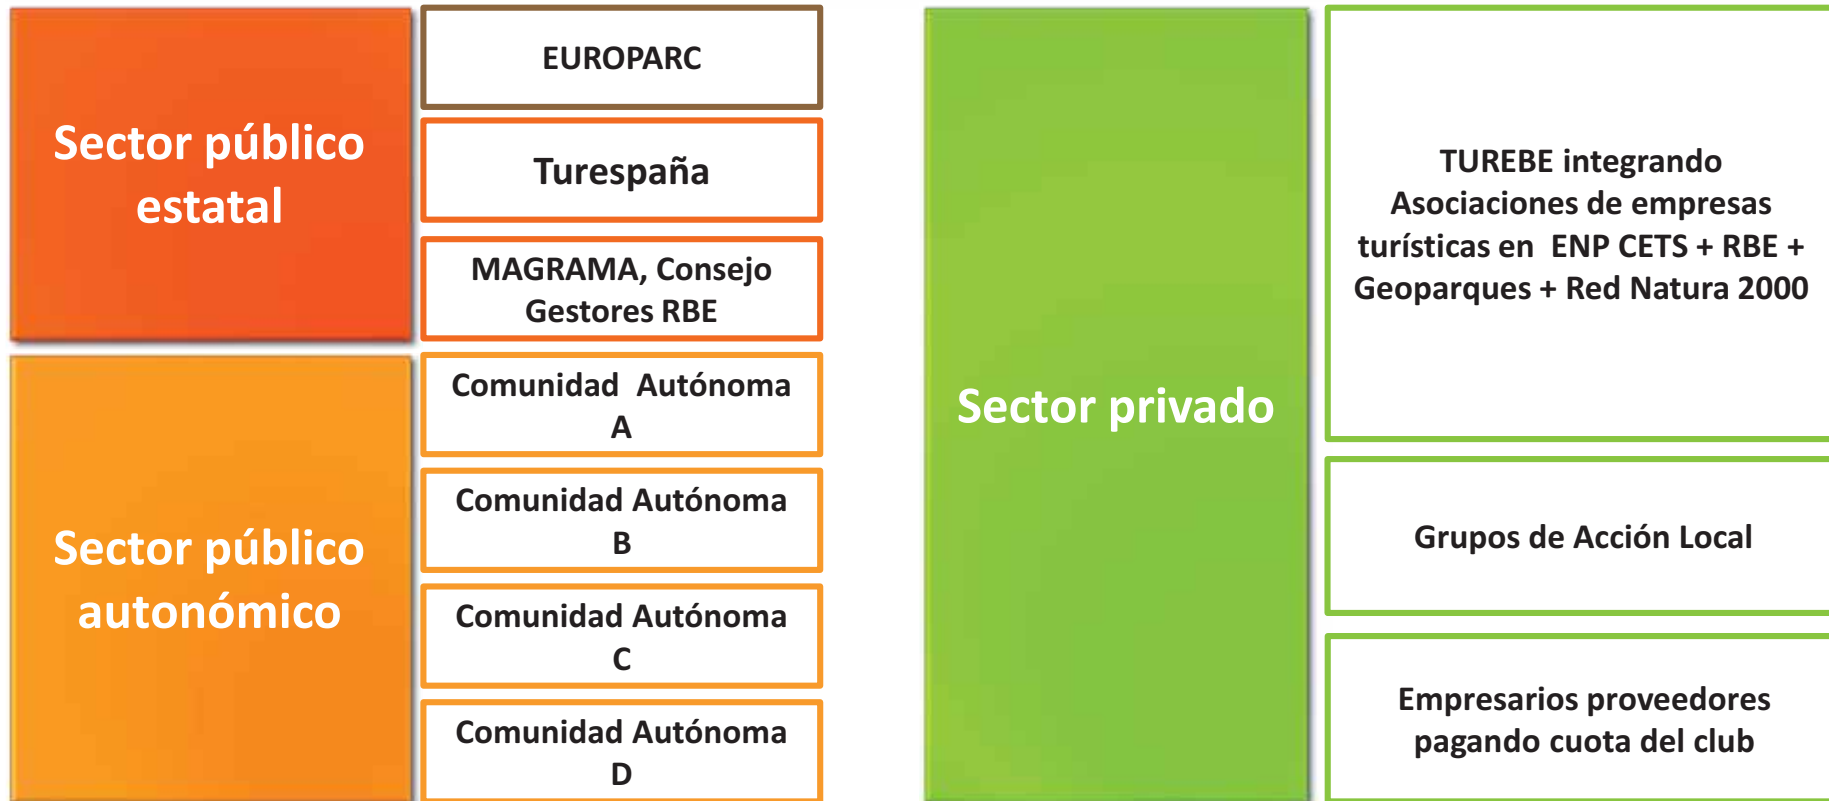 Sector público
estatal
EUROPARC
Turespaña
MAGRAMA, Consejo
Gestores RBE
Sector público
autonómico
Comunidad Autónoma
A
Comunidad Autónoma
B
Comunidad Autónoma
C
Comunidad Autónoma
D
Sector privado
TUREBE integrando
Asociaciones de empresas
turísticas en ENP CETS + RBE +
Geoparques + Red Natura 2000
Grupos de Acción Local
Empresarios proveedores
pagando cuota del club